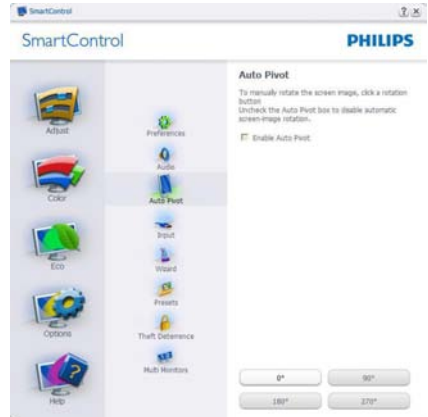 SmartControl
SmartControl
PHILIPS
Adjust
Color
Eco
Options
Help
Preferences
Audio
Auto Pivot
Input
Wizard
Presets
Theft Deterrence
Multi Monitors
Auto Pivot
To manually rotate the screen image, click a rotation
button
Uncheck the Auto Pivot box to disable automatic
screen-image rotation.
Enable Auto Pivot
0°
90°
180°
270°